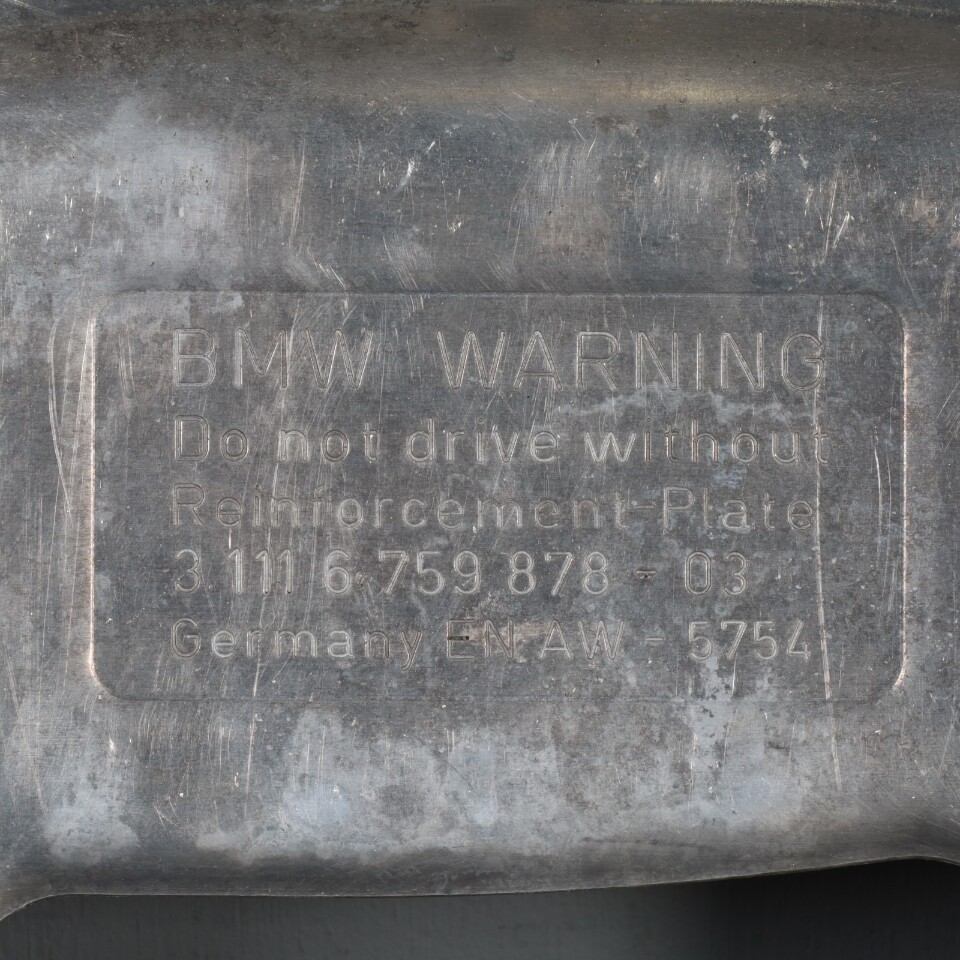 BMW WARNING
Do not drive without
Reinforcement-Plate
3 111 6 759 878 - 03
Germany EN AW - 5754